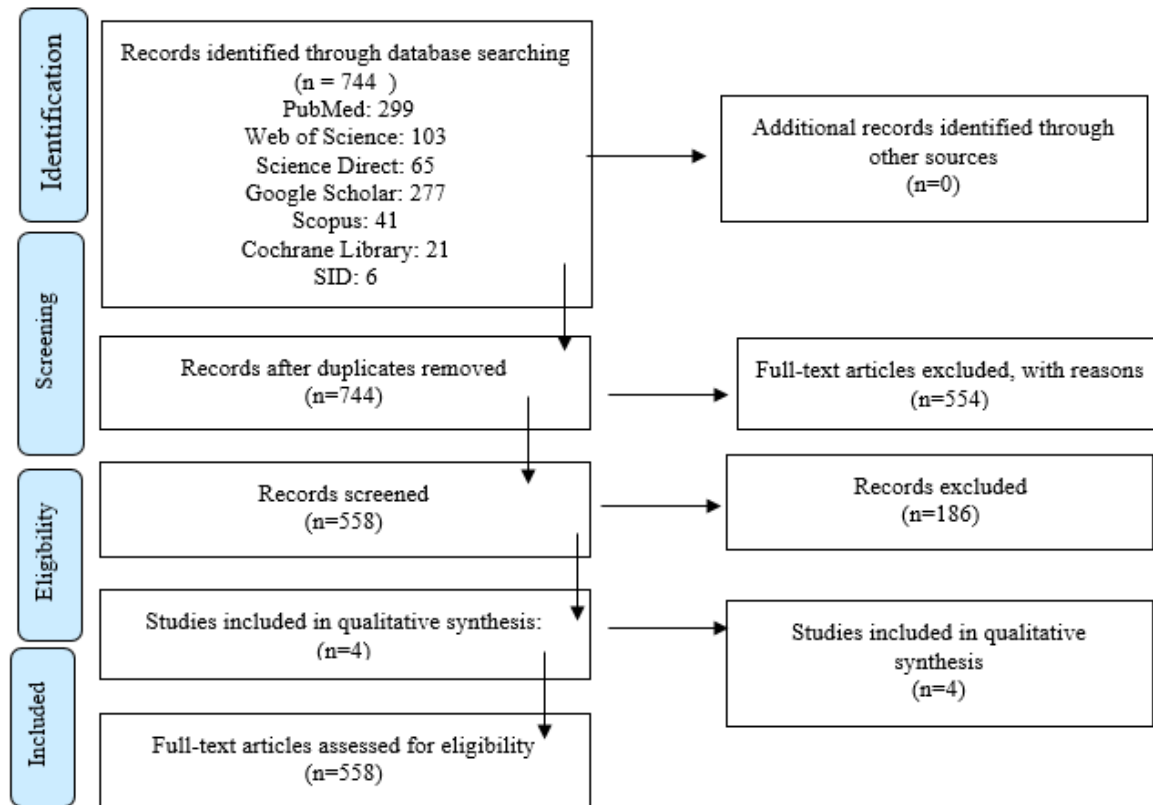 Identification
Records identified through database searching
(n = 744 )
PubMed: 299
Web of Science: 103
Science Direct: 65
Google Scholar: 277
Scopus: 41
Cochrane Library: 21
SID: 6
Additional records identified through
other sources
(n=0)
Screening
Records after duplicates removed
(n=744)
Full-text articles excluded, with reasons
(n=554)
Eligibility
Records screened
(n=558)
Records excluded
(n=186)
Studies included in qualitative synthesis:
(n=4)
Studies included in qualitative
synthesis
(n=4)
Included
Full-text articles assessed for eligibility
(n=558)